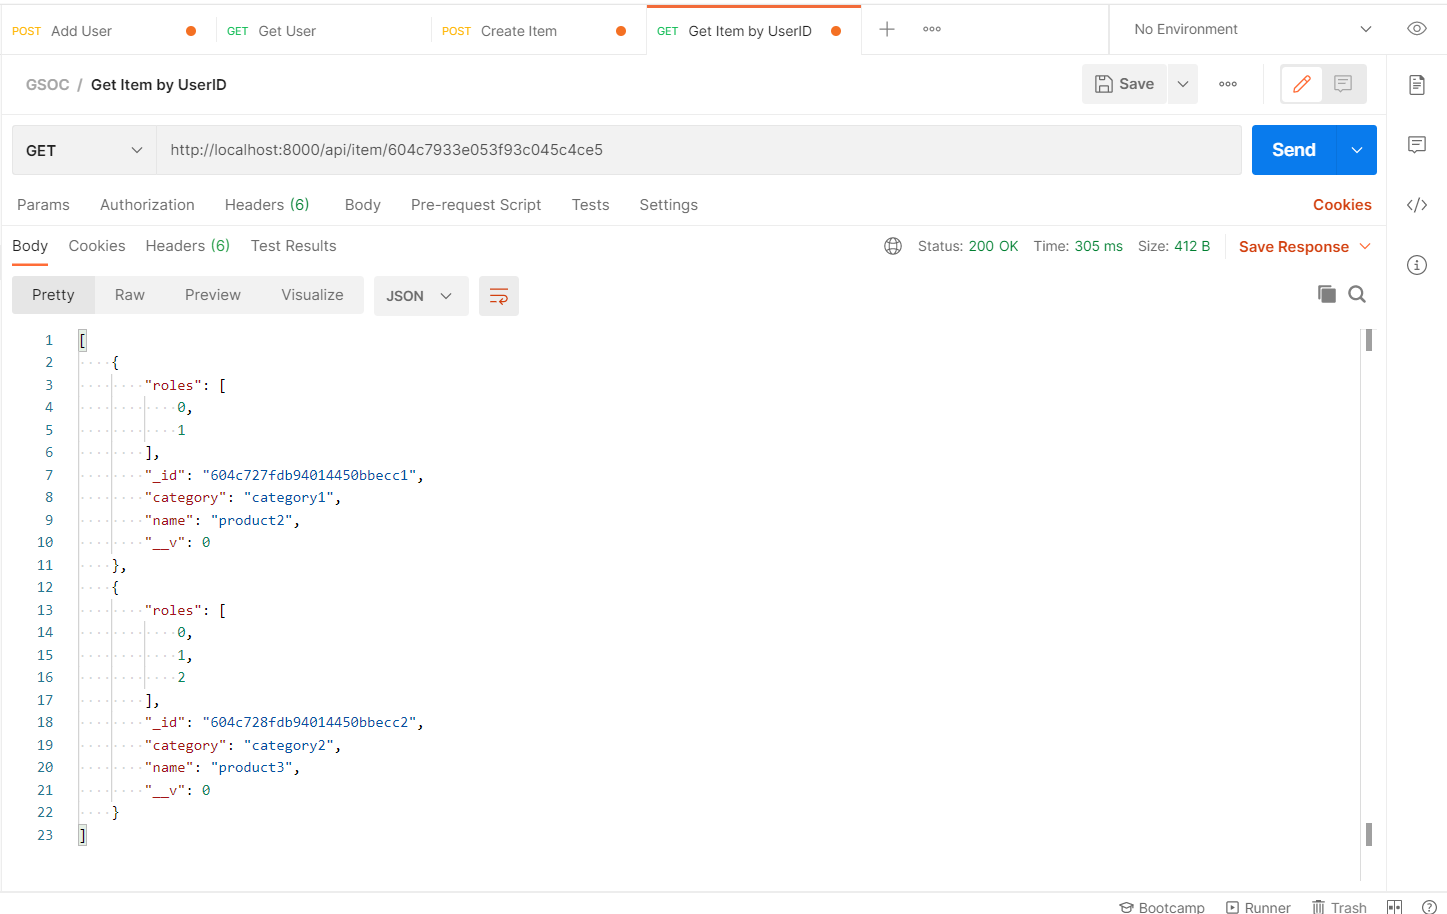 POST Add User GET Get User POST Create Item GET Get Item by UserID No Environment
GSOC / Get Item by UserID Save
GET http://localhost:8000/api/item/604c7933e053f93c045c4ce5 Send
Params Authorization Headers (6) Body Pre-request Script Tests Settings Cookies
Body Cookies Headers (6) Test Results Status: 200 OK Time: 305 ms Size: 412 B Save Response
Pretty Raw Preview Visualize JSON
1 [
2 {
3 "roles": [
4 0,
5 1
6 ],
7 "_id": "604c727fdb94014450bbecc1",
8 "category": "category1",
9 "name": "product2",
10 "__v": 0
11 },
12 {
13 "roles": [
14 0,
15 1,
16 2
17 ],
18 "_id": "604c728fdb94014450bbecc2",
19 "category": "category2",
20 "name": "product3",
21 "__v": 0
22 }
23 ]
Bootcamp Runner Trash